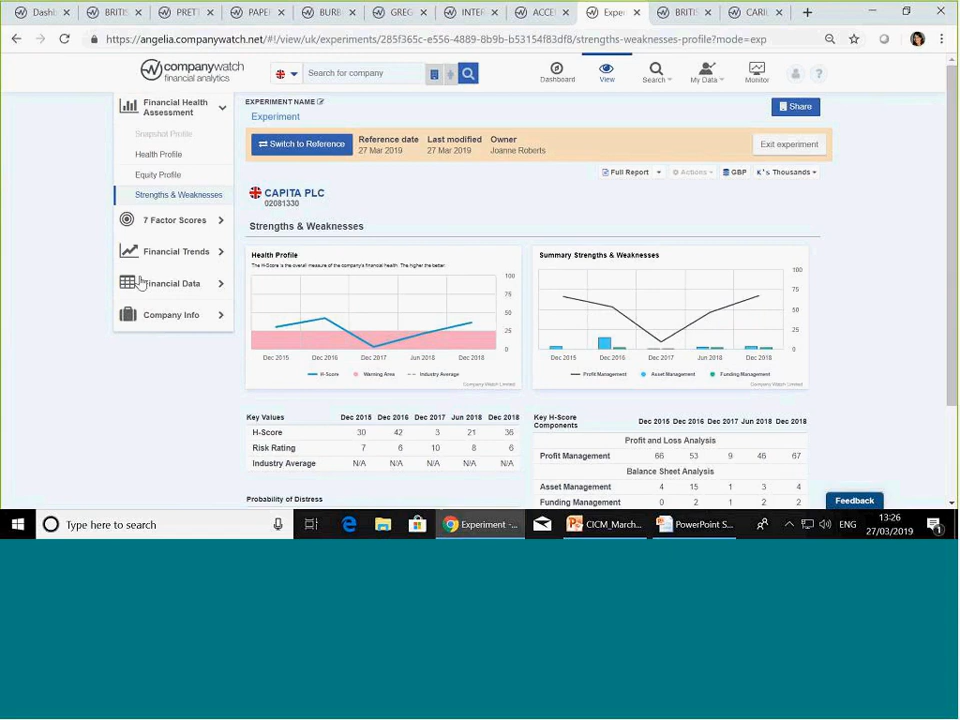 Dashb
BRITIS
PRETT
PAPE
BURB
GREG
INTE
ACCE
Exper
BRITI
CARIL
https://angelia.companywatch.net/#!/view/uk/experiments/285f365c-e556-4889-8b9b-b53154f83df8/strengths-weaknesses-profile?mode=exp
companywatch
financial analytics
Search for company
Dashboard
View
Search
My Data
Monitor
?
Financial Health
Assessment
Snapshot Profile
Health Profile
Equity Profile
Strengths & Weaknesses
7 Factor Scores
Financial Trends
Financial Data
Company Info
EXPERIMENT NAME
Experiment
Share
Switch to Reference
Reference date
27 Mar 2019
Last modified
27 Mar 2019
Owner
Joanne Roberts
Exit experiment
Full Report
Actions
GBP
K's Thousands
CAPITA PLC
02081330
Strengths & Weaknesses
Health Profile
The H-Score is the overall measure of the company's financial health. The higher the better.
100
75
50
25
0
Dec 2015 Dec 2016 Dec 2017 Jun 2018 Dec 2018
H-Score Warning Area Industry Average
Company Watch Limited
Summary Strengths & Weaknesses
100
75
50
25
0
Dec 2015 Dec 2016 Dec 2017 Jun 2018 Dec 2018
Profit Management Asset Management Funding Management
Company Watch Limited
Key Values Dec 2015 Dec 2016 Dec 2017 Jun 2018 Dec 2018
H-Score 30 42 3 21 36
Risk Rating 7 6 10 8 6
Industry Average N/A N/A N/A N/A N/A
Probability of Distress
Key H-Score
Components
Dec 2015 Dec 2016 Dec 2017 Jun 2018 Dec 2018
Profit and Loss Analysis
Profit Management 66 53 9 46 67
Balance Sheet Analysis
Asset Management 4 15 1 3 4
Funding Management 0 2 1 2 2
Feedback
Type here to search
Experiment -...
CICM_March...
PowerPoint S...
ENG
13:26
27/03/2019
1